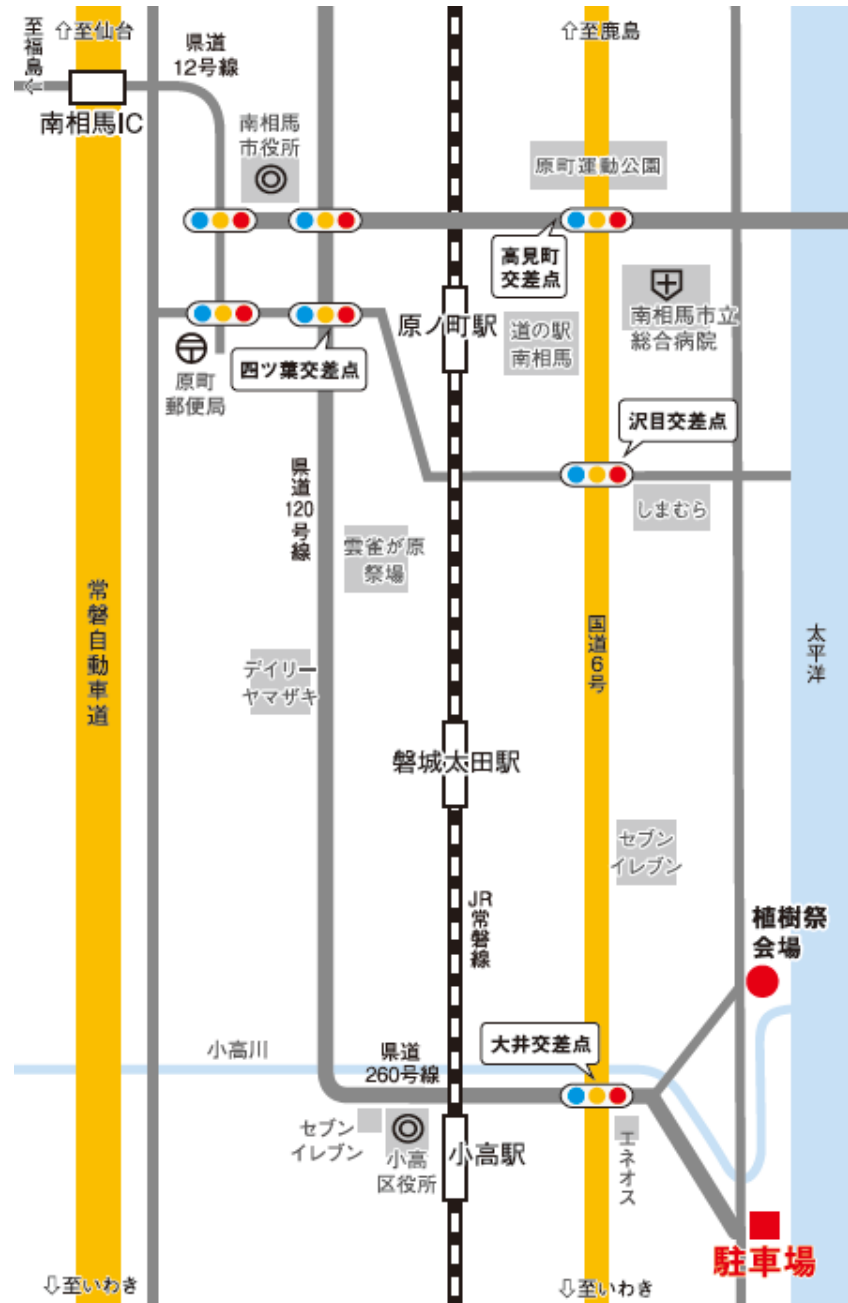 至福島
⇦
⇧至仙台
県道
12号線
⇧至鹿島
南相馬IC
南相馬
市役所
原町運動公園
高見町
交差点
南相馬市立
総合病院
原ノ町駅
道の駅
南相馬
四ツ葉交差点
原町
郵便局
沢目交差点
県道120号線
しまむら
雲雀が原
祭場
常磐自動車道
国道6号
太平洋
デイリー
ヤマザキ
磐城太田駅
セブン
イレブン
JR常磐線
植樹祭
会場
小高川
県道
260号線
大井交差点
セブン
イレブン
小高
区役所
小高駅
エネオス
駐車場
⇩至いわき
⇩至いわき